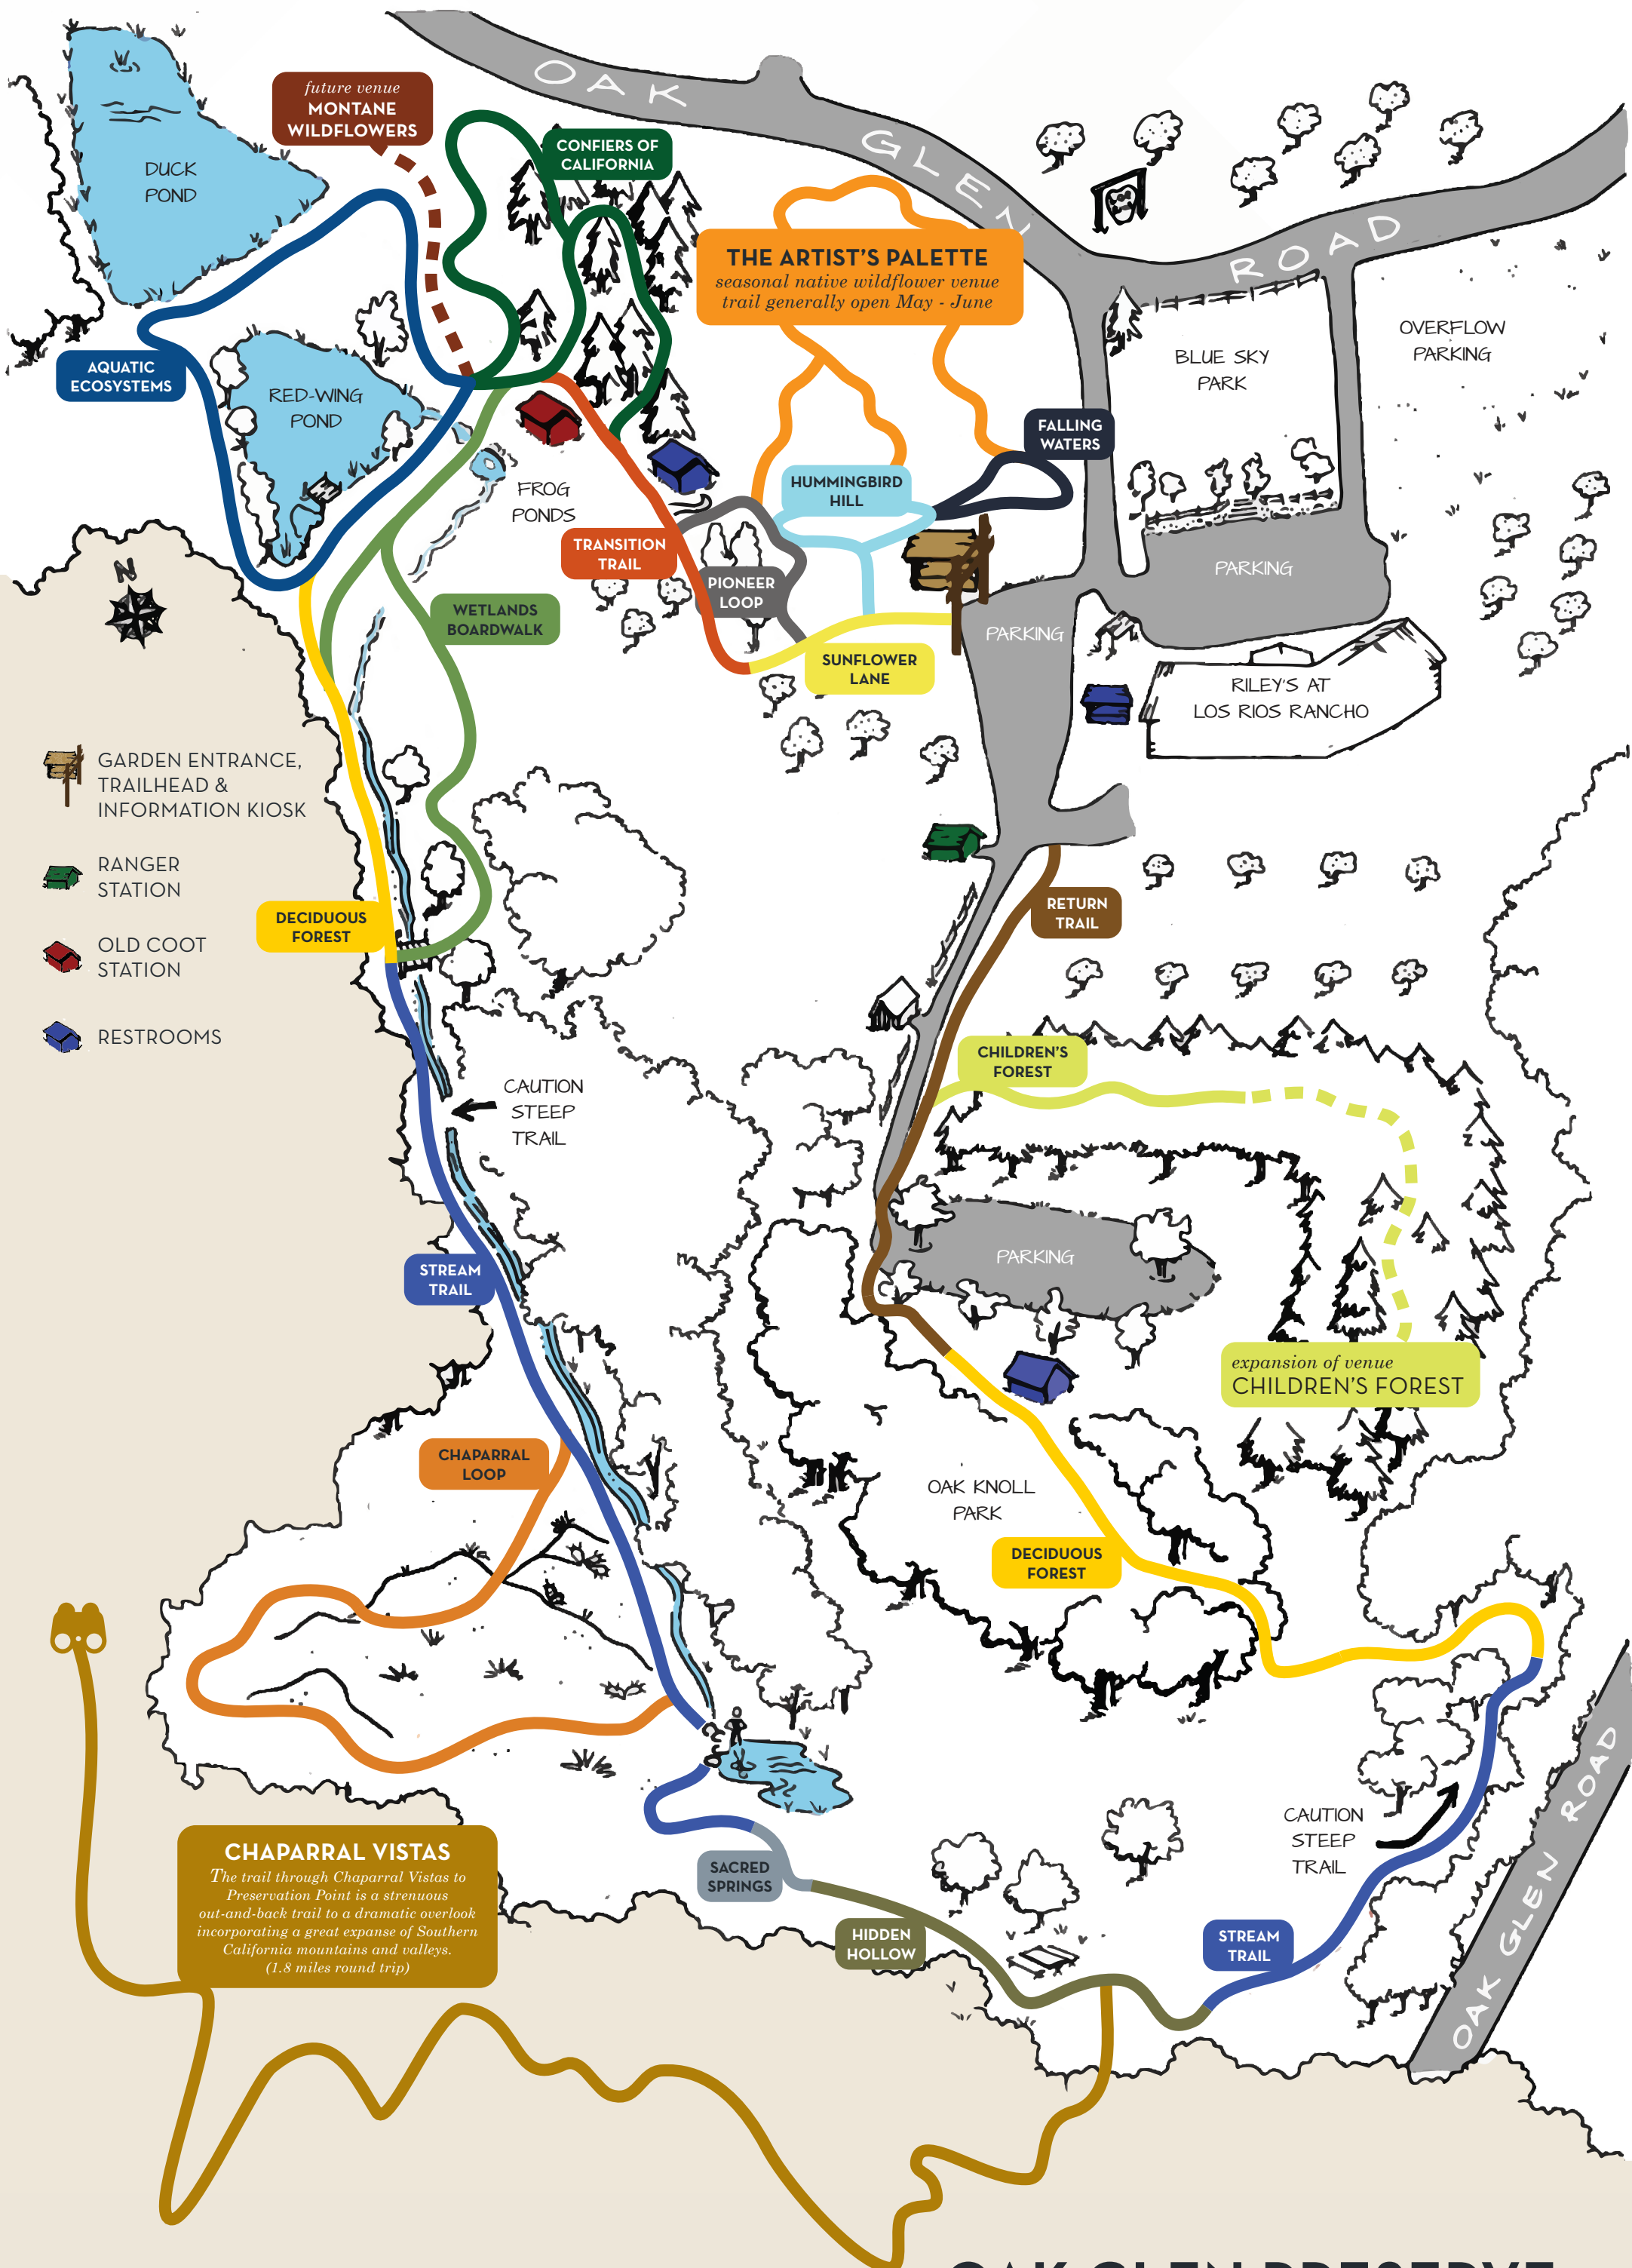 OAK
GLEN
ROAD
future venue
MONTANE
WILDFLOWERS
CONFIERS OF
CALIFORNIA
DUCK
POND
THE ARTIST'S PALETTE
seasonal native wildflower venue
trail generally open May - June
OVERFLOW
PARKING
BLUE SKY
PARK
AQUATIC
ECOSYSTEMS
RED-WING
POND
FALLING
WATERS
HUMMINGBIRD
HILL
FROG
PONDS
TRANSITION
TRAIL
PIONEER
LOOP
PARKING
N
WETLANDS
BOARDWALK
PARKING
SUNFLOWER
LANE
RILEY'S AT
LOS RIOS RANCHO
GARDEN ENTRANCE,
TRAILHEAD &
INFORMATION KIOSK
RANGER
STATION
OLD COOT
STATION
RESTROOMS
DECIDUOUS
FOREST
RETURN
TRAIL
CHILDREN'S
FOREST
CAUTION
STEEP
TRAIL
STREAM
TRAIL
PARKING
expansion of venue
CHILDREN'S FOREST
CHAPARRAL
LOOP
OAK KNOLL
PARK
DECIDUOUS
FOREST
CAUTION
STEEP
TRAIL
OAK GLEN ROAD
CHAPARRAL VISTAS
The trail through Chaparral Vistas to
Preservation Point is a strenuous
out-and-back trail to a dramatic overlook
incorporating a great expanse of Southern
California mountains and valleys.
(1.8 miles round trip)
SACRED
SPRINGS
HIDDEN
HOLLOW
STREAM
TRAIL
OAK GLEN PRESERVE